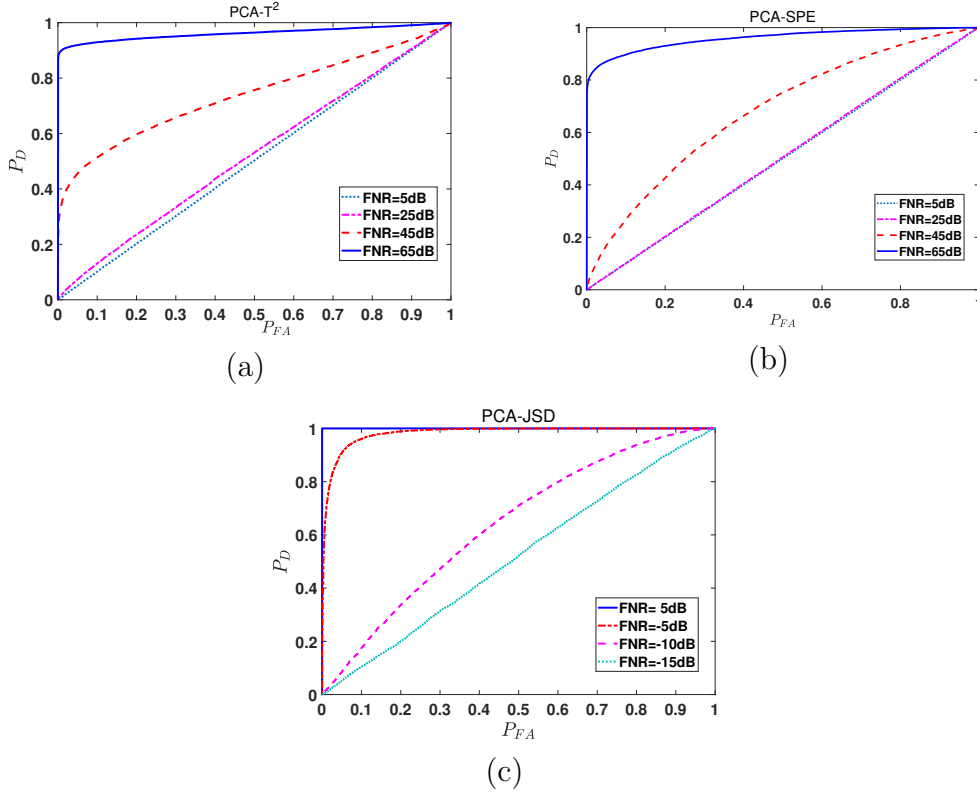 PCA-T²
1
0.8
0.6
0.4
0.2
0
P_D
0 0.1 0.2 0.3 0.4 0.5 0.6 0.7 0.8 0.9 1
P_FA
FNR=5dB
FNR=25dB
FNR=45dB
FNR=65dB
(a)
PCA-SPE
1
0.8
0.6
0.4
0.2
0
P_D
0 0.2 0.4 0.6 0.8 1
P_FA
FNR=5dB
FNR=25dB
FNR=45dB
FNR=65dB
(b)
PCA-JSD
1
0.8
0.6
0.4
0.2
0
P_D
0 0.1 0.2 0.3 0.4 0.5 0.6 0.7 0.8 0.9 1
P_FA
FNR= 5dB
FNR=-5dB
FNR=-10dB
FNR=-15dB
(c)